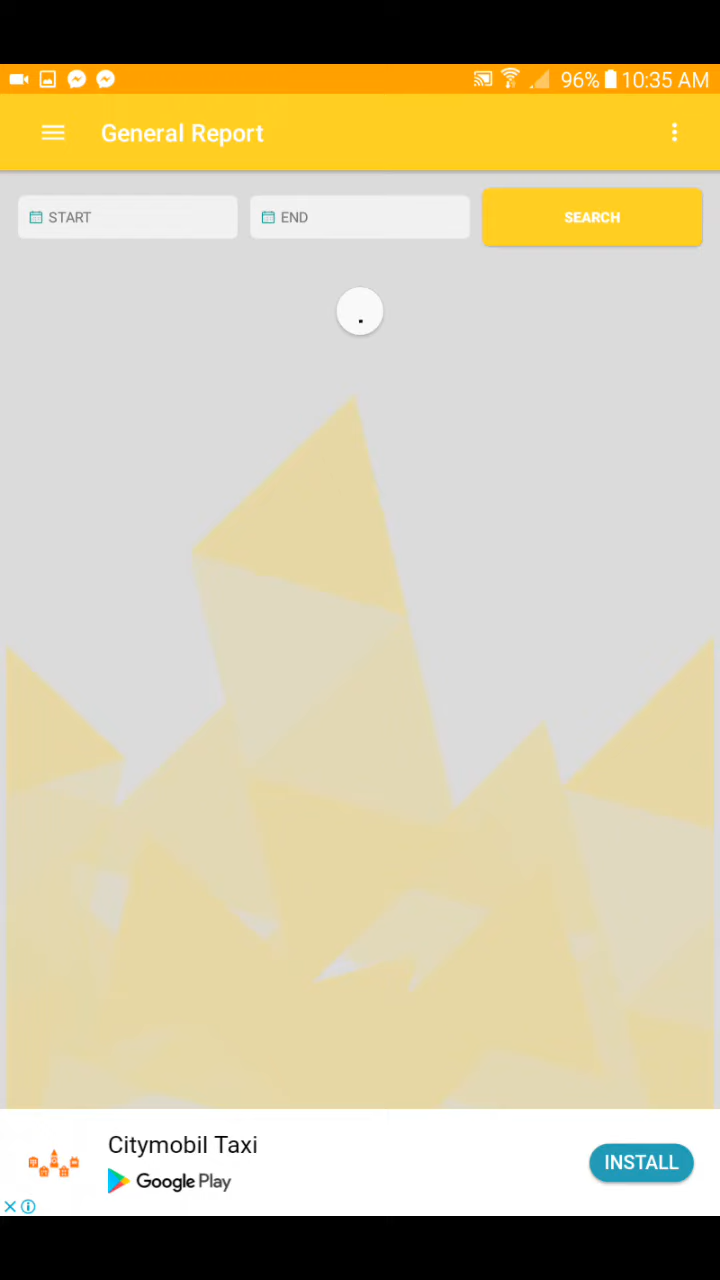 96% 10:35 AM
General Report
START
END
SEARCH
Citymobil Taxi
Google Play
INSTALL